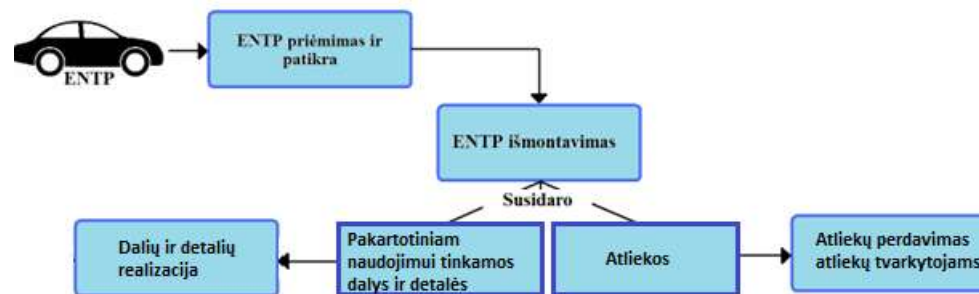 ENTP
ENTP priėmimas ir
patikra
ENTP išmontavimas
Susidaro
Dalių ir detalių
realizacija
Pakartotiniam
naudojimui tinkamos
dalys ir detalės
Atliekos
Atliekų perdavimas
atliekų tvarkytojams